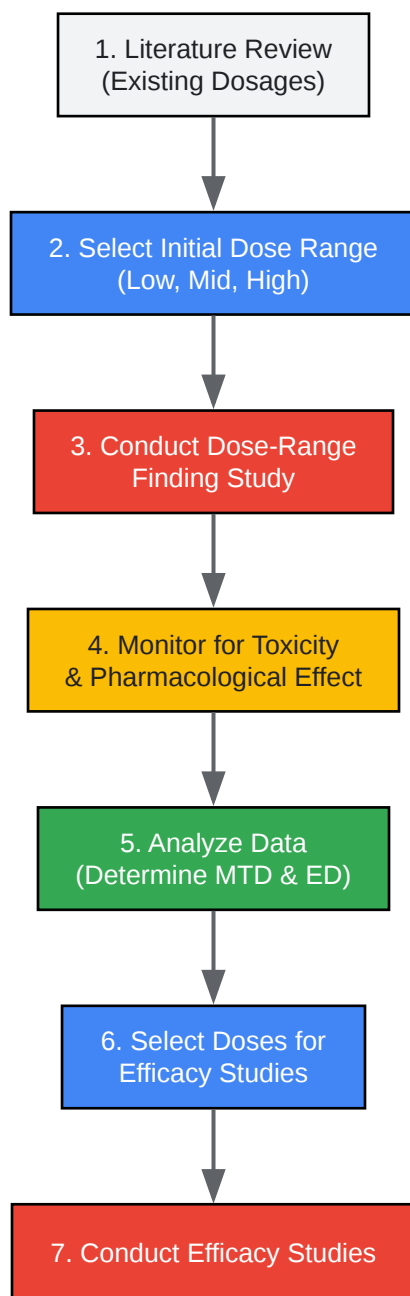 1. Literature Review
(Existing Dosages)
2. Select Initial Dose Range
(Low, Mid, High)
3. Conduct Dose-Range
Finding Study
4. Monitor for Toxicity
& Pharmacological Effect
5. Analyze Data
(Determine MTD & ED)
6. Select Doses for
Efficacy Studies
7. Conduct Efficacy Studies